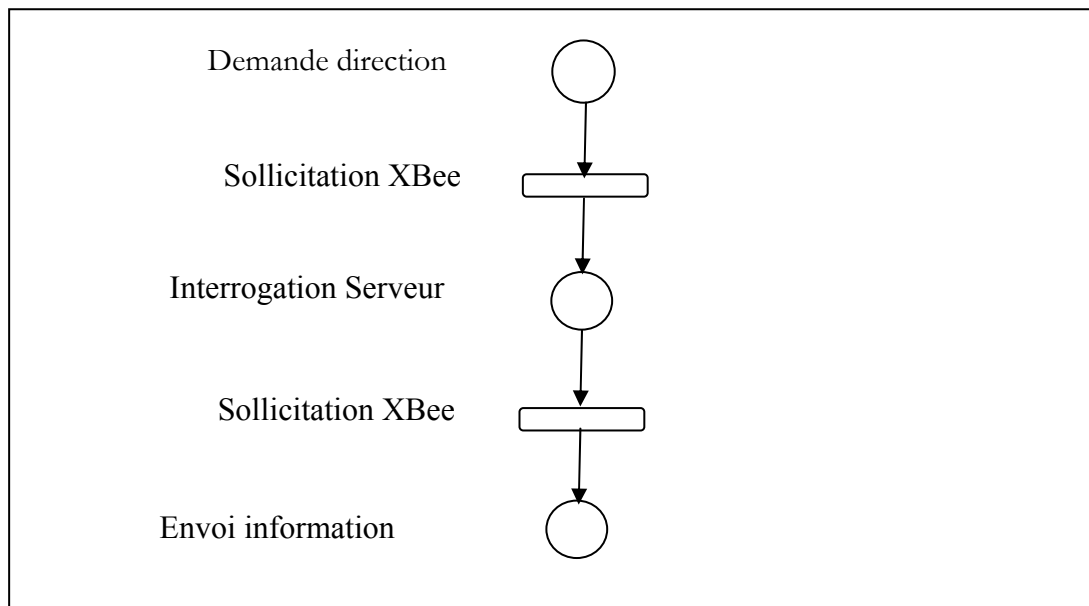 Demande direction
Sollicitation XBee
Interrogation Serveur
Sollicitation XBee
Envoi information